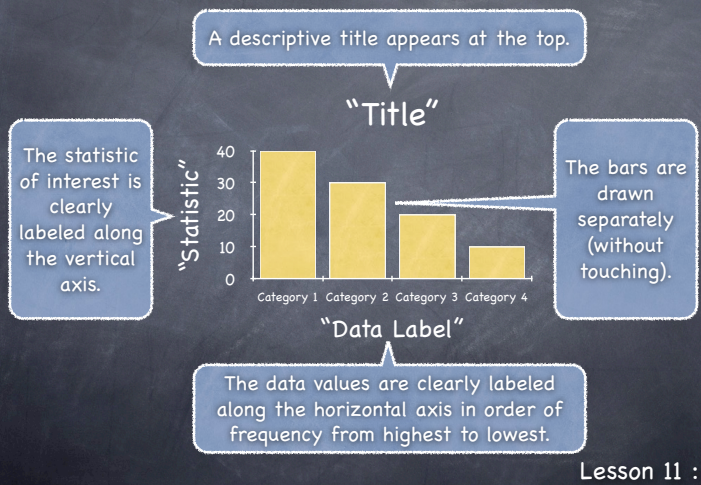 A descriptive title appears at the top.
"Title"
The statistic
of interest is
clearly
labeled along
the vertical
axis.
"Statistic"
40
30
20
10
0
Category 1 Category 2 Category 3 Category 4
"Data Label"
The bars are
drawn
separately
(without
touching).
The data values are clearly labeled
along the horizontal axis in order of
frequency from highest to lowest.
Lesson 11 :